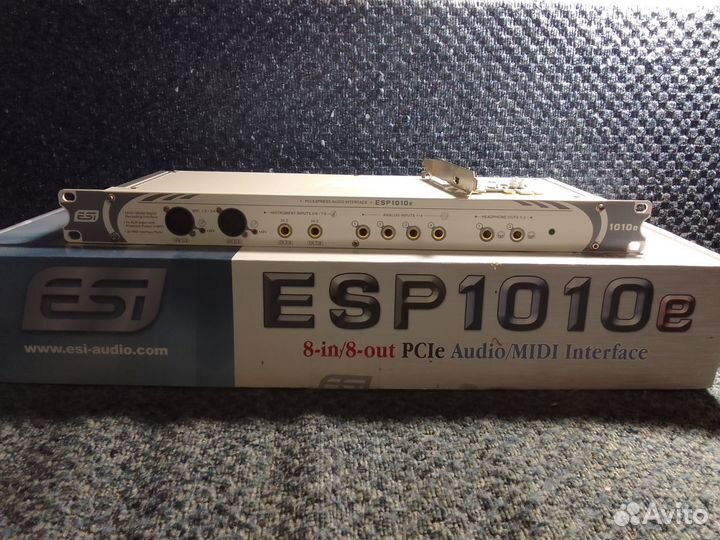 PCI EXPRESS AUDIO INTERFACE • ESP1010e
ESI
INSTRUMENT INPUTS
ANALOG INPUTS
HEADPHONE OUTS
1010e
ESI
ESP1010e
www.esi-audio.com
8-in/8-out PCIe Audio/MIDI Interface
Avito